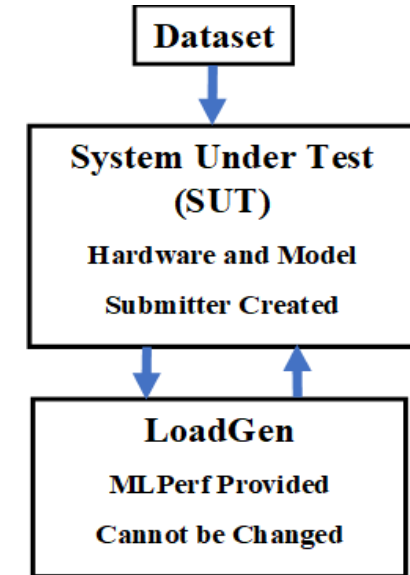 Dataset
System Under Test
(SUT)
Hardware and Model
Submitter Created
LoadGen
MLPerf Provided
Cannot be Changed